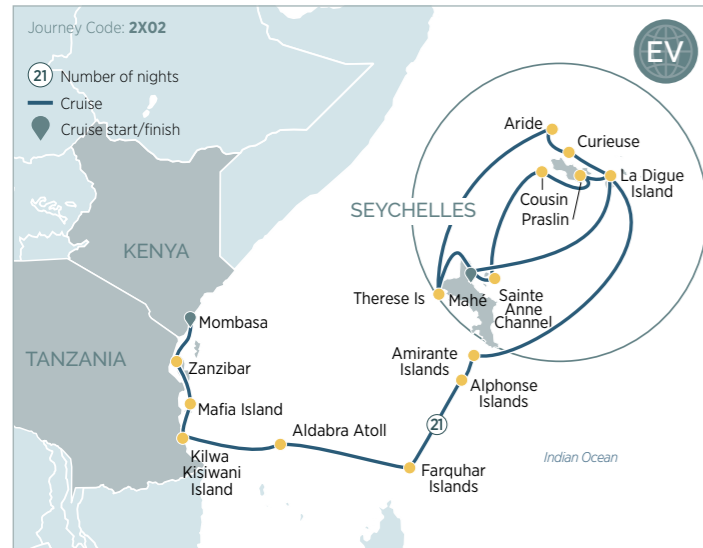 Journey Code: 2X02
21 Number of nights
Cruise
Cruise start/finish
EV
Aride
Curieuse
La Digue
Island
Cousin
Praslin
SEYCHELLES
KENYA
Therese Is
Mahé
Sainte
Anne
Channel
Mombasa
TANZANIA
Zanzibar
Amirante
Islands
Alphonse
Islands
Mafia Island
21
Aldabra Atoll
Kilwa
Kisiwani
Island
Farquhar
Islands
Indian Ocean